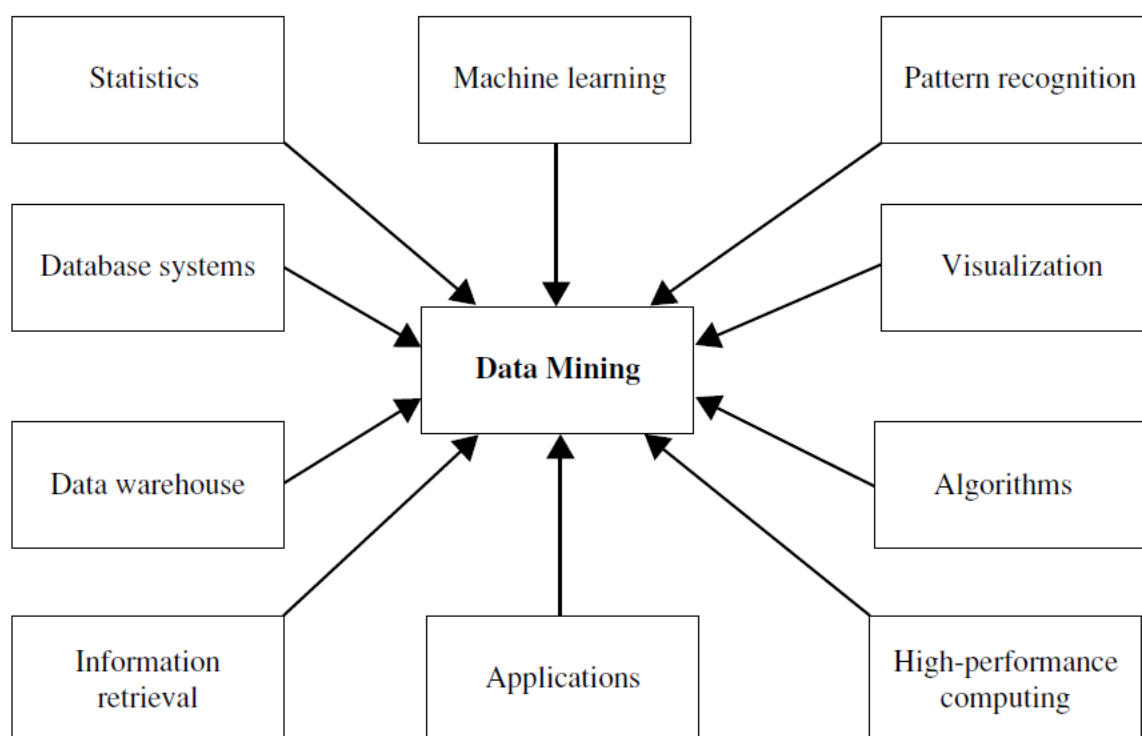 Statistics
Machine learning
Pattern recognition
Database systems
Visualization
Data Mining
Data warehouse
Algorithms
Information
retrieval
Applications
High-performance
computing